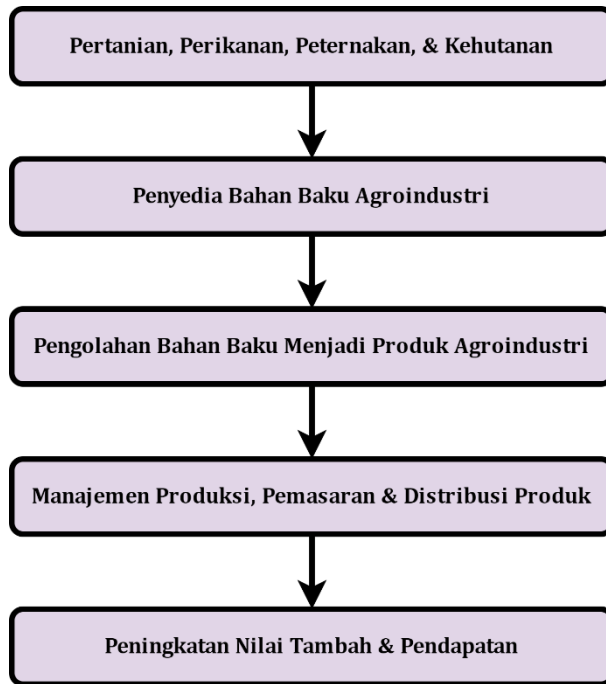 Pertanian, Perikanan, Peternakan, & Kehutanan
Penyedia Bahan Baku Agroindustri
Pengolahan Bahan Baku Menjadi Produk Agroindustri
Manajemen Produksi, Pemasaran & Distribusi Produk
Peningkatan Nilai Tambah & Pendapatan